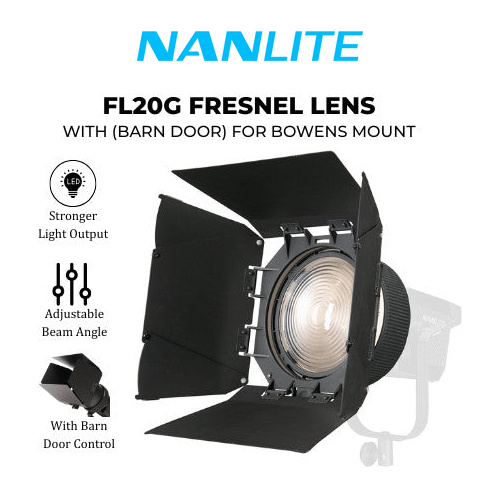 NANLITE
FL20G FRESNEL LENS
WITH (BARN DOOR) FOR BOWENS MOUNT
LED
Stronger
Light Output
Adjustable
Beam Angle
With Barn
Door Control
NANLITE